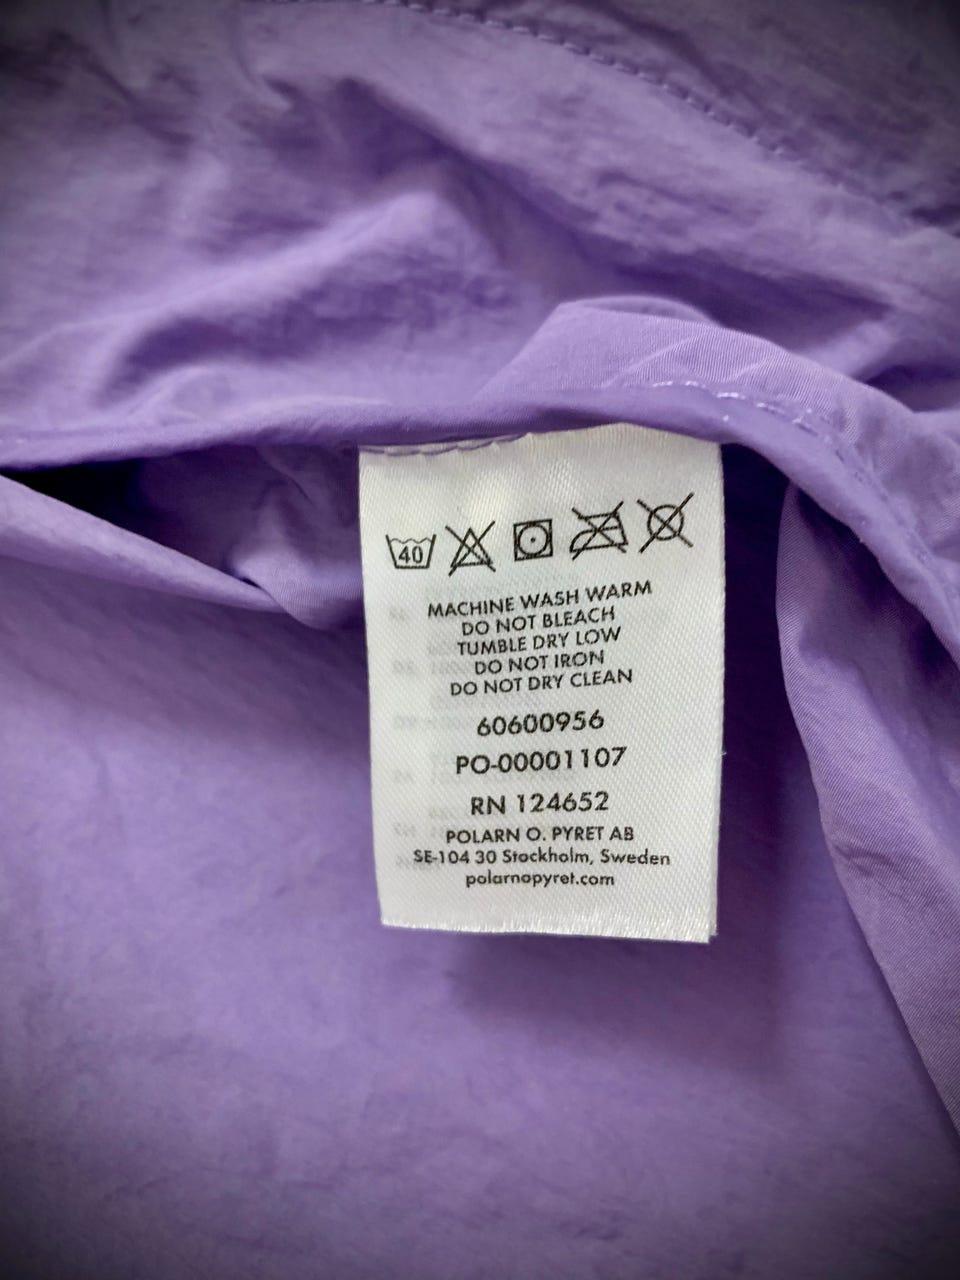 40
MACHINE WASH WARM
DO NOT BLEACH
TUMBLE DRY LOW
DO NOT IRON
DO NOT DRY CLEAN
60600956
PO-00001107
RN 124652
POLARN O. PYRET AB
SE-104 30 Stockholm, Sweden
polarnopyret.com